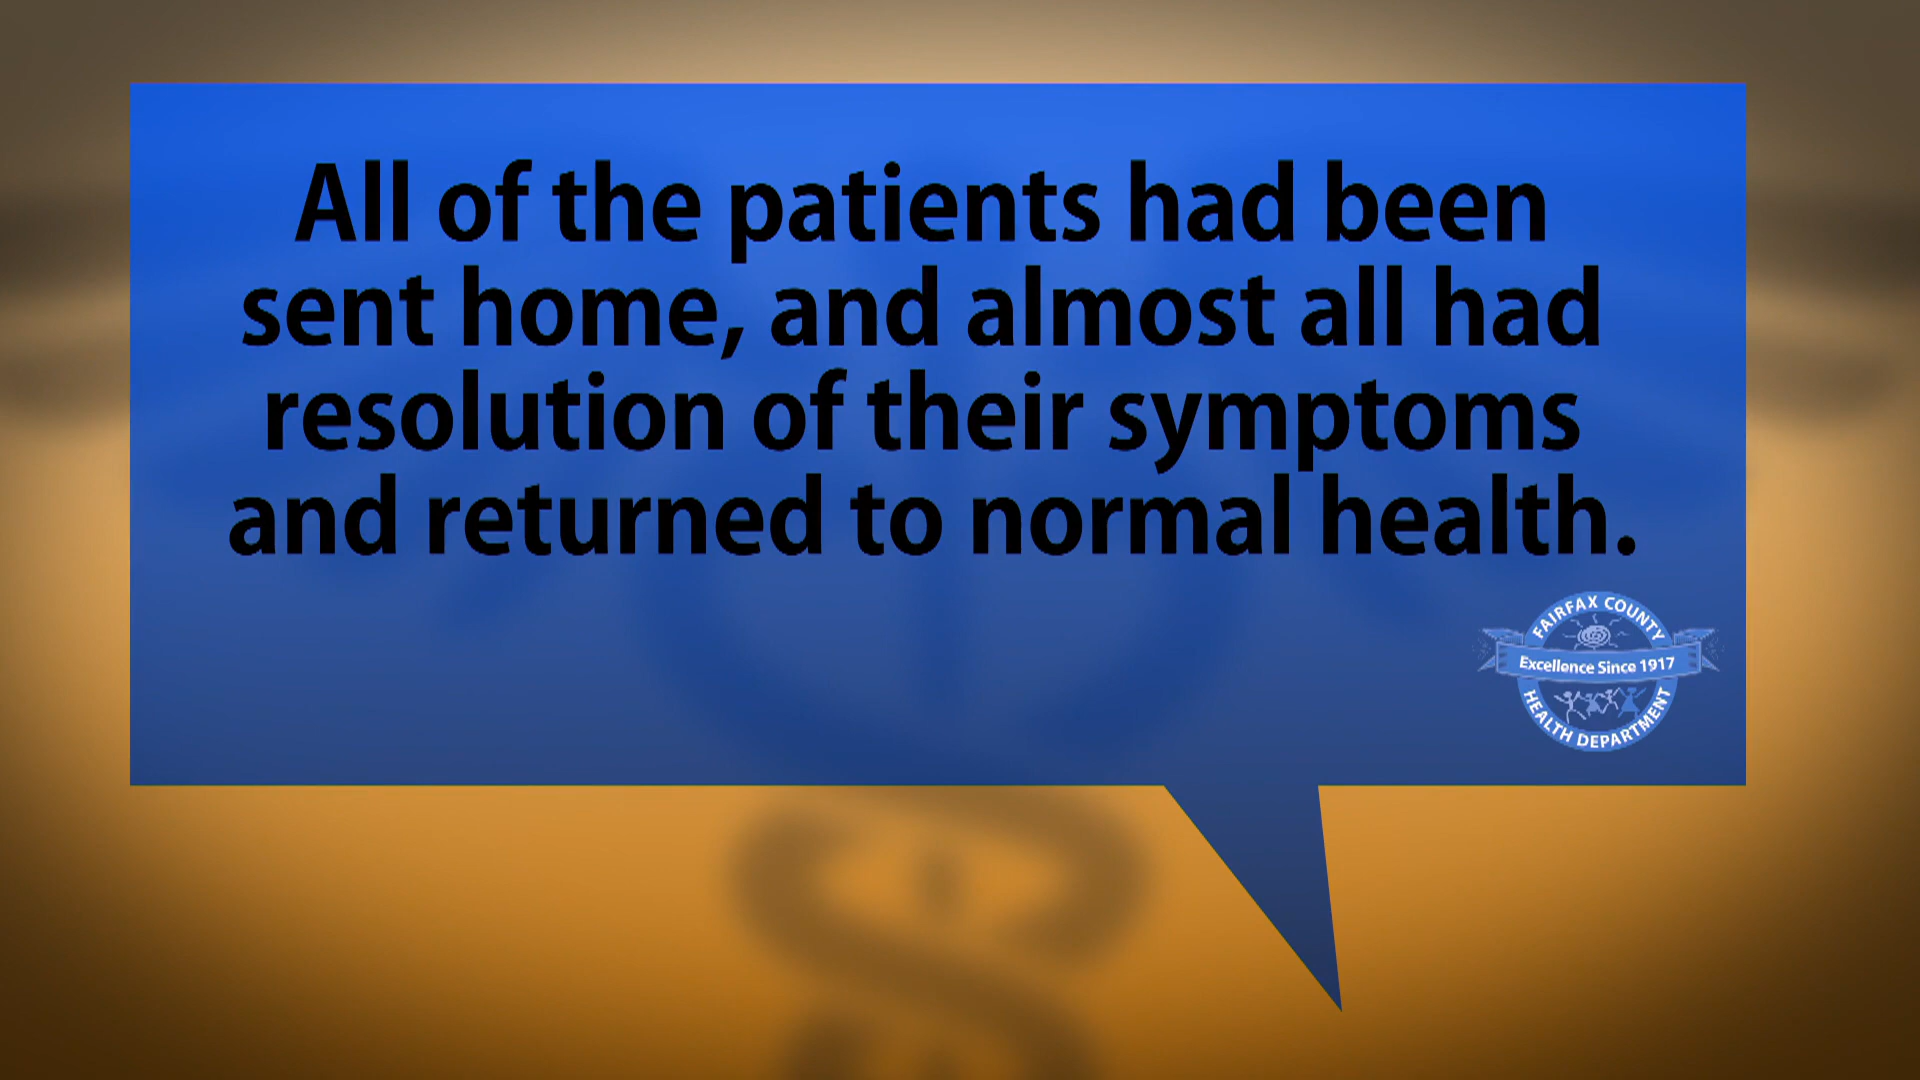 All of the patients had been
sent home, and almost all had
resolution of their symptoms
and returned to normal health.
FAIRFAX COUNTY
Excellence Since 1917
HEALTH DEPARTMENT